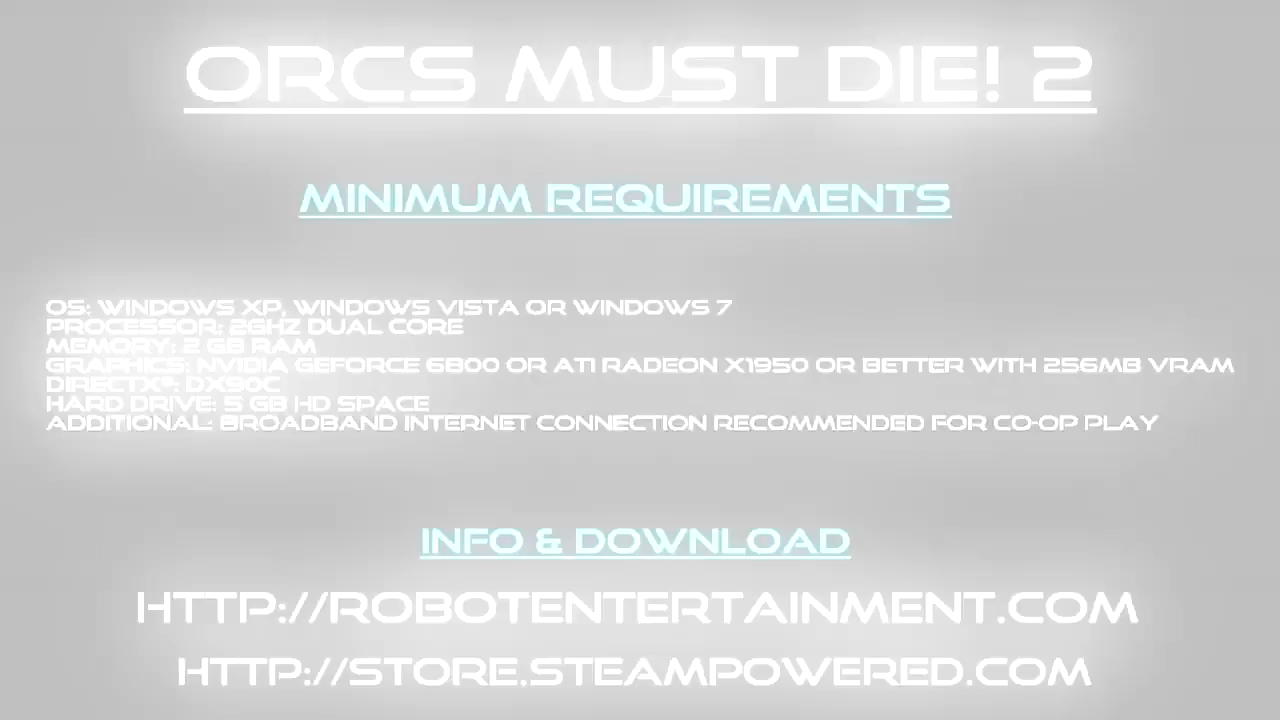 ORCS MUST DIE! 2
MINIMUM REQUIREMENTS
OS: WINDOWS XP, WINDOWS VISTA OR WINDOWS 7
PROCESSOR: 2GHZ DUAL CORE
MEMORY: 2 GB RAM
GRAPHICS: NVIDIA GEFORCE 6800 OR ATI RADEON X1950 OR BETTER WITH 256MB VRAM
DIRECTX®: DX90C
HARD DRIVE: 5 GB HD SPACE
ADDITIONAL: BROADBAND INTERNET CONNECTION RECOMMENDED FOR CO-OP PLAY
INFO & DOWNLOAD
HTTP://ROBOTENTERTAINMENT.COM
HTTP://STORE.STEAMPOWERED.COM